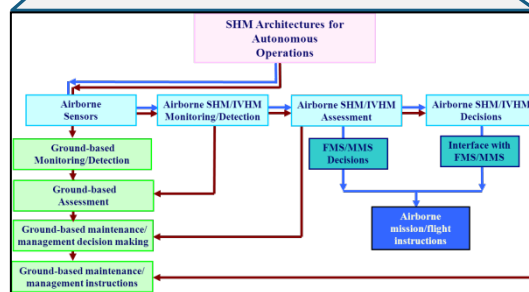 SHM Architectures for
Autonomous
Operations
Airborne
Sensors
Airborne SHM/IVHM
Monitoring/Detection
Airborne SHM/IVHM
Assessment
Airborne SHM/IVHM
Decisions
Ground-based
Monitoring/Detection
FMS/MMS
Decisions
Interface with
FMS/MMS
Ground-based
Assessment
Ground-based maintenance/
management decision making
Airborne
mission/flight
instructions
Ground-based maintenance/
management instructions